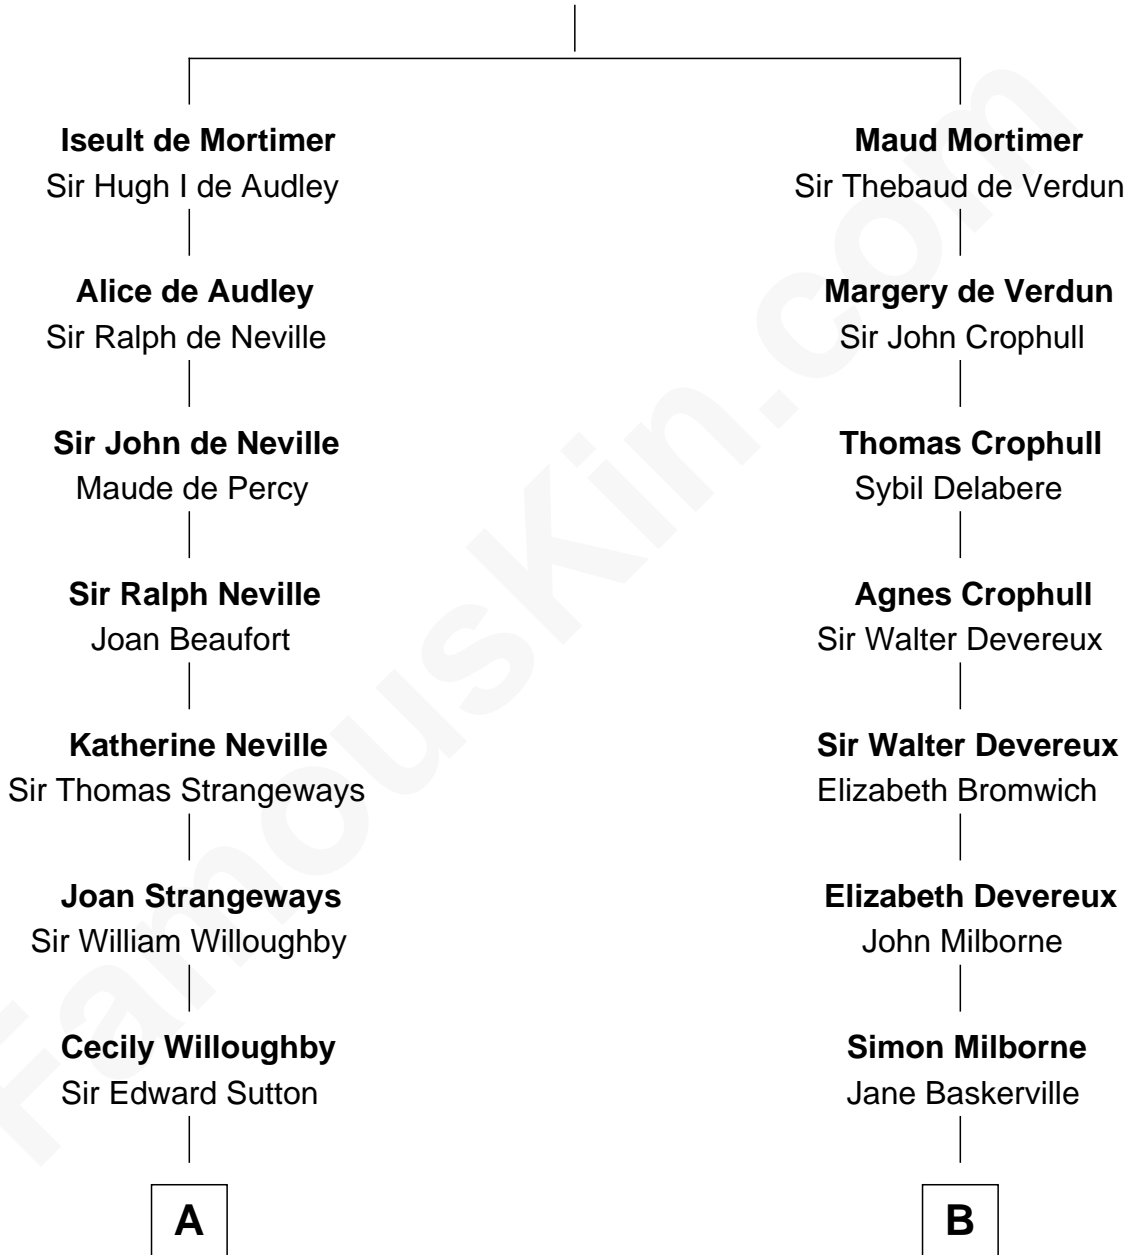 Iseult de Mortimer
Sir Hugh I de Audley
Alice de Audley
Sir Ralph de Neville
Sir John de Neville
Maude de Percy
Sir Ralph Neville
Joan Beaufort
Katherine Neville
Sir Thomas Strangeways
Joan Strangeways
Sir William Willoughby
Cecily Willoughby
Sir Edward Sutton
A
Maud Mortimer
Sir Thebaud de Verdun
Margery de Verdun
Sir John Crophull
Thomas Crophull
Sybil Delabere
Agnes Crophull
Sir Walter Devereux
Sir Walter Devereux
Elizabeth Bromwich
Elizabeth Devereux
John Milborne
Simon Milborne
Jane Baskerville
B
FamousKin.com